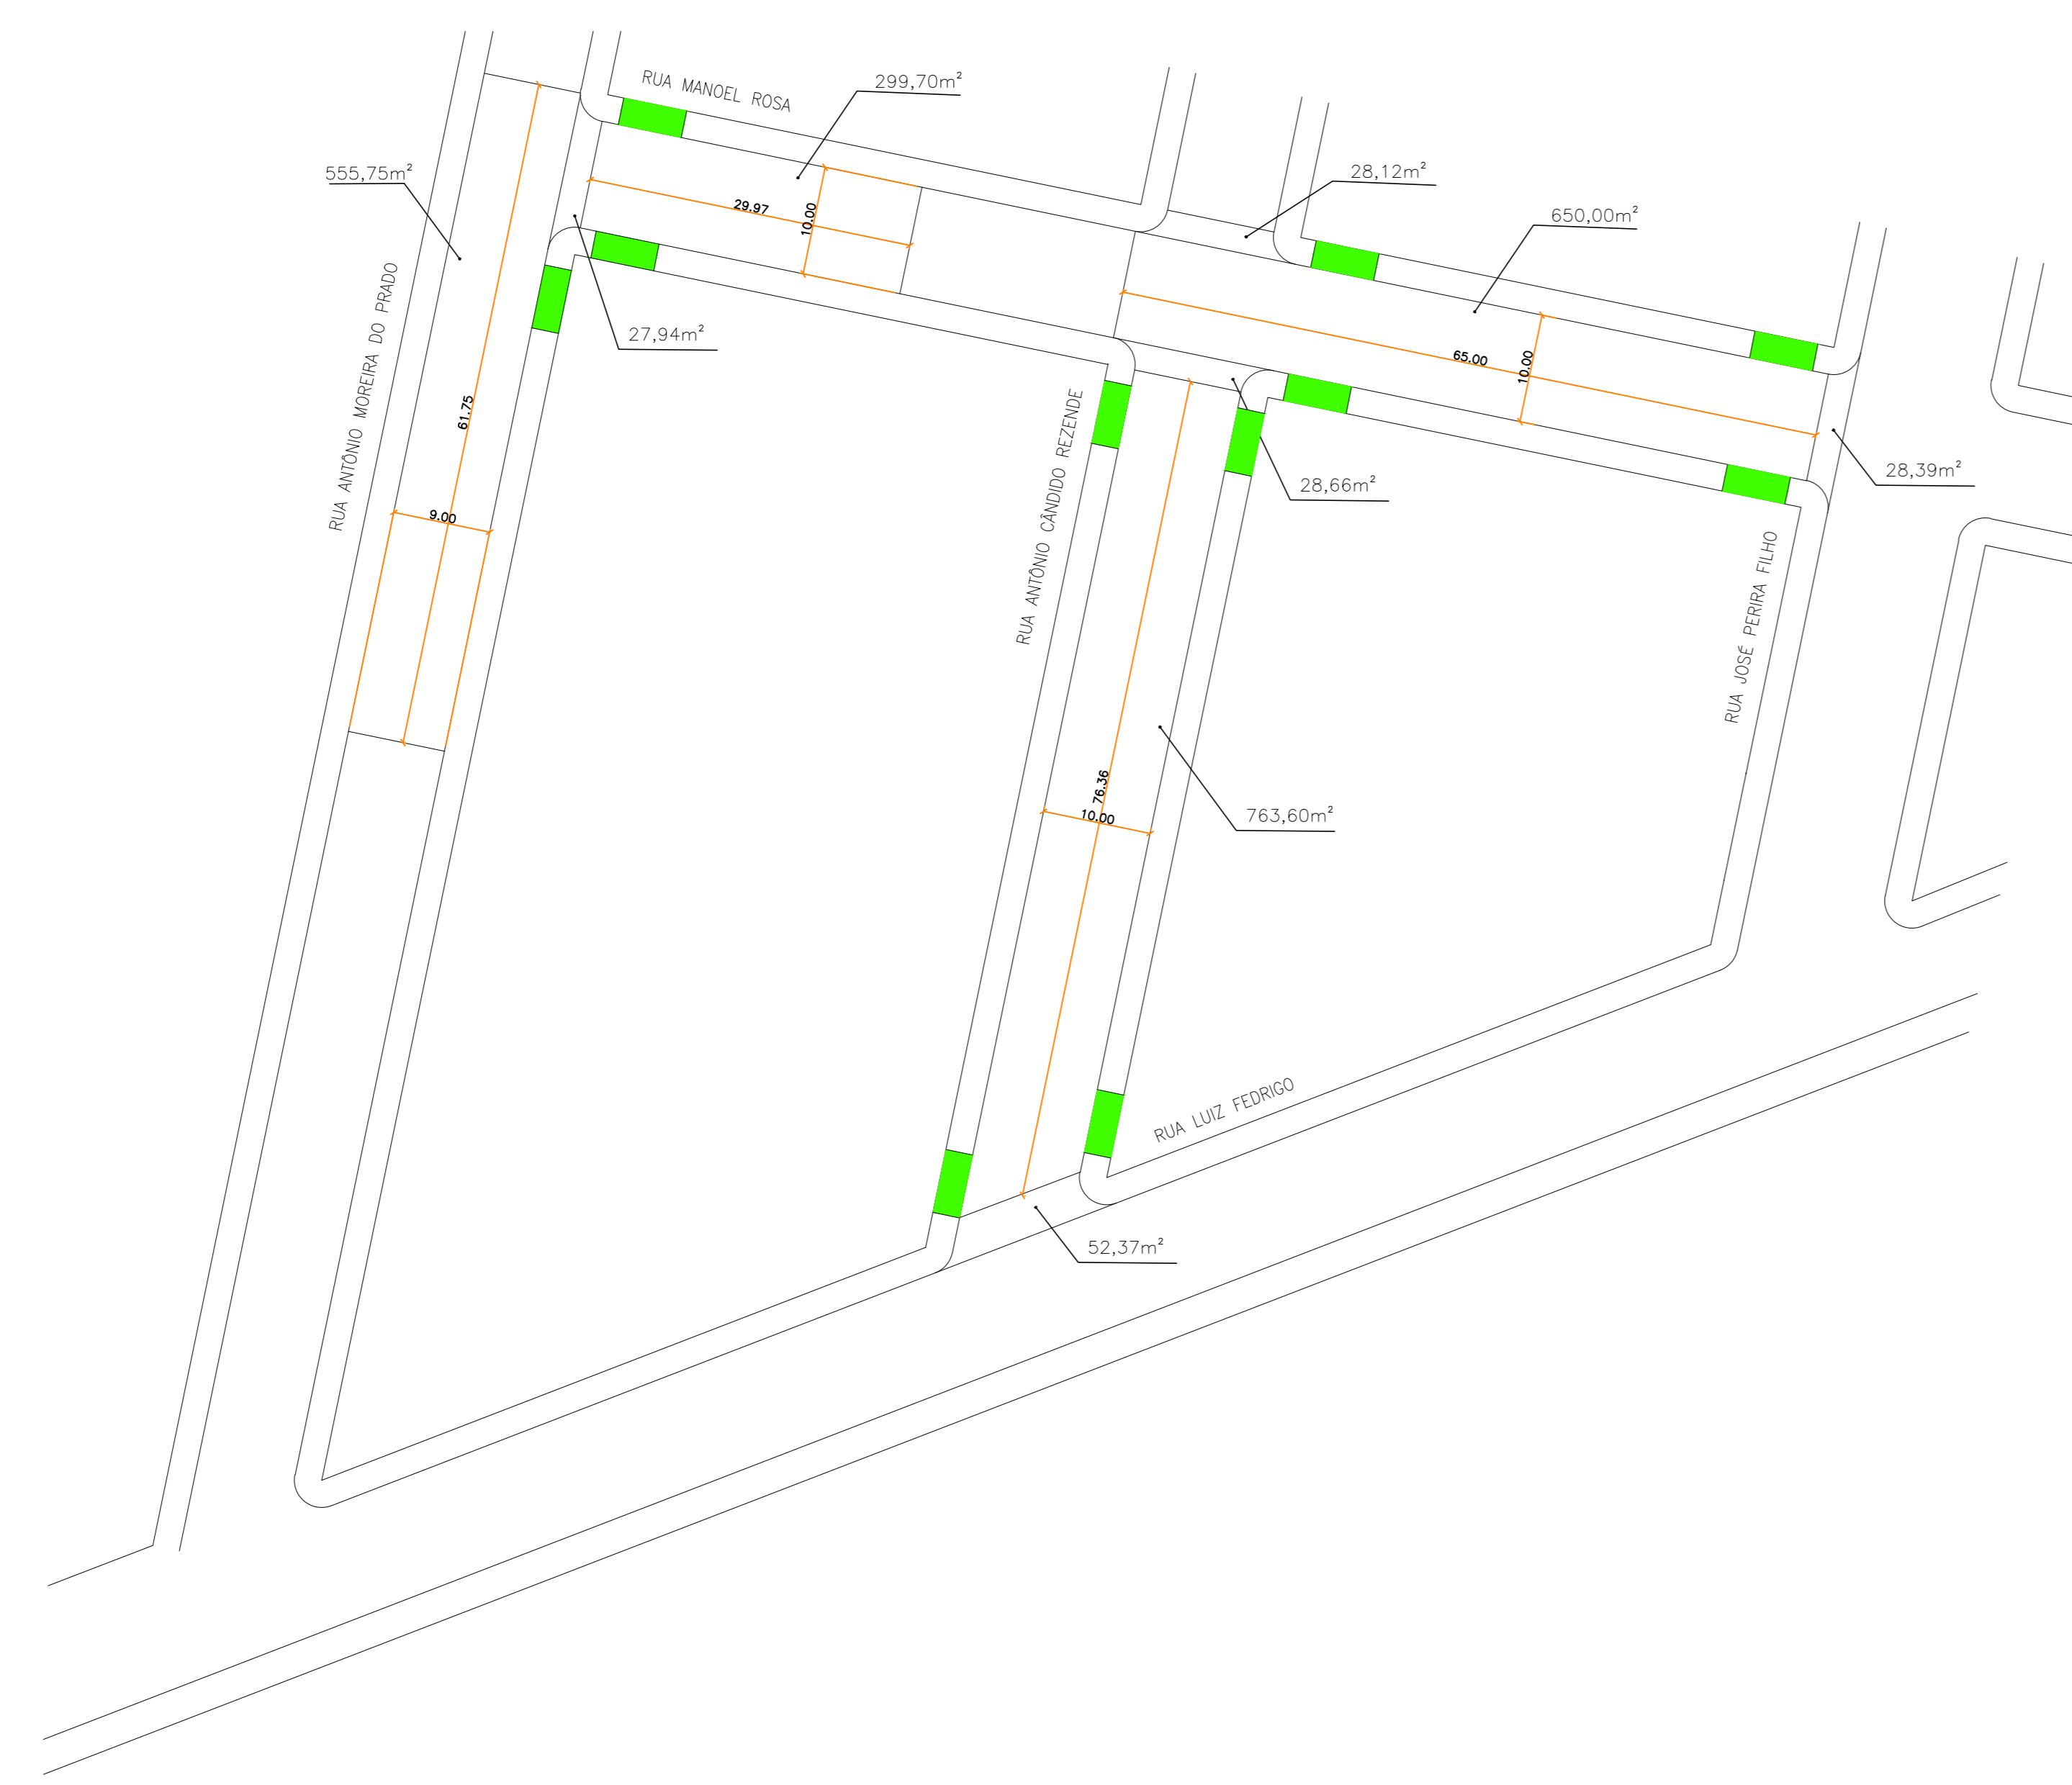 RUA MANOEL ROSA
299,70m²
555,75m²
28,12m²
650,00m²
29.97
10.00
27,94m²
RUA ANTÔNIO MOREIRA DO PRADO
61.75
9.00
65.00
10.00
28,39m²
28,66m²
RUA ANTÔNIO CÂNDIDO REZENDE
RUA JOSÉ PERIRA FILHO
76.36
10.00
763,60m²
RUA LUIZ FEDRIGO
52,37m²